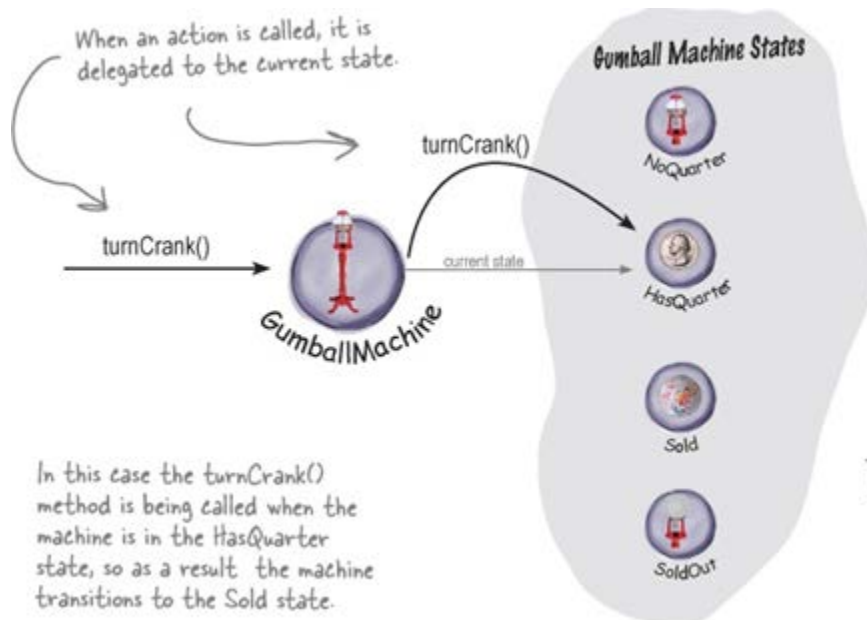 When an action is called, it is
delegated to the current state.
Gumball Machine States
NoQuarter
turnCrank()
turnCrank()
current state
HasQuarter
GumballMachine
Sold
In this case the turnCrank()
method is being called when the
machine is in the HasQuarter
state, so as a result the machine
transitions to the Sold state.
SoldOut